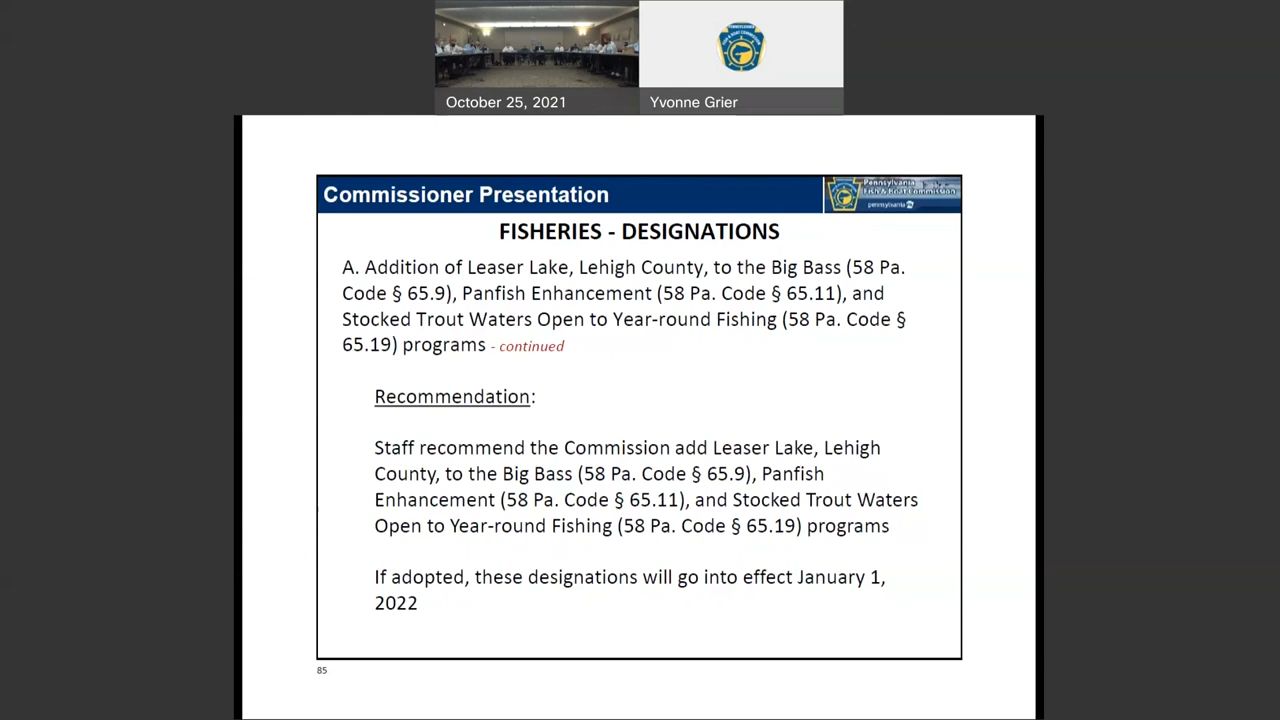 October 25, 2021
Yvonne Grier
Commissioner Presentation
Pennsylvania
Fish & Boat Commission
pennsylvania
FISHERIES - DESIGNATIONS
A. Addition of Leaser Lake, Lehigh County, to the Big Bass (58 Pa.
Code § 65.9), Panfish Enhancement (58 Pa. Code § 65.11), and
Stocked Trout Waters Open to Year-round Fishing (58 Pa. Code §
65.19) programs - continued
Recommendation:
Staff recommend the Commission add Leaser Lake, Lehigh
County, to the Big Bass (58 Pa. Code § 65.9), Panfish
Enhancement (58 Pa. Code § 65.11), and Stocked Trout Waters
Open to Year-round Fishing (58 Pa. Code § 65.19) programs
If adopted, these designations will go into effect January 1,
2022
85